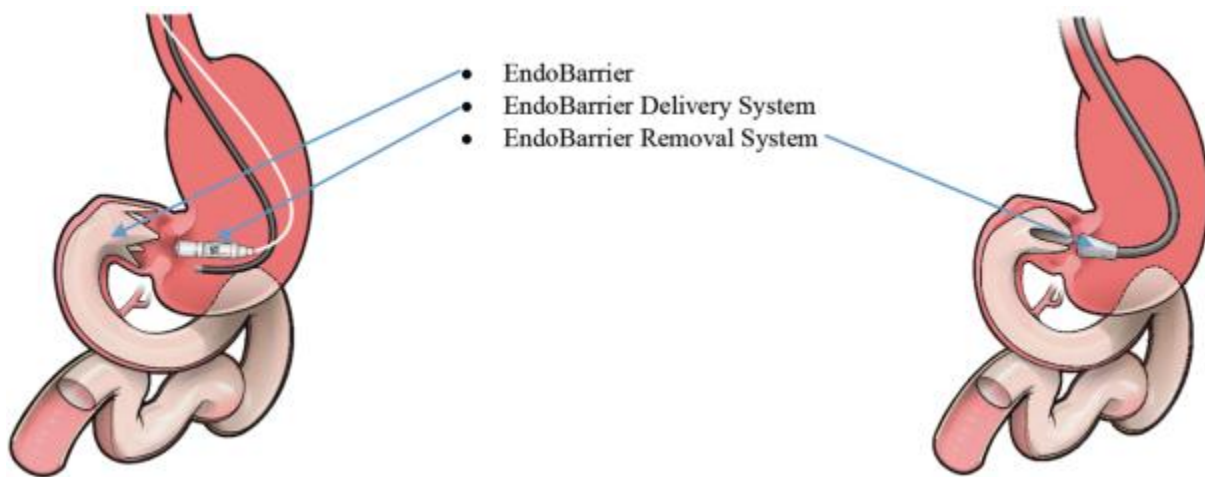 • EndoBarrier
• EndoBarrier Delivery System
• EndoBarrier Removal System